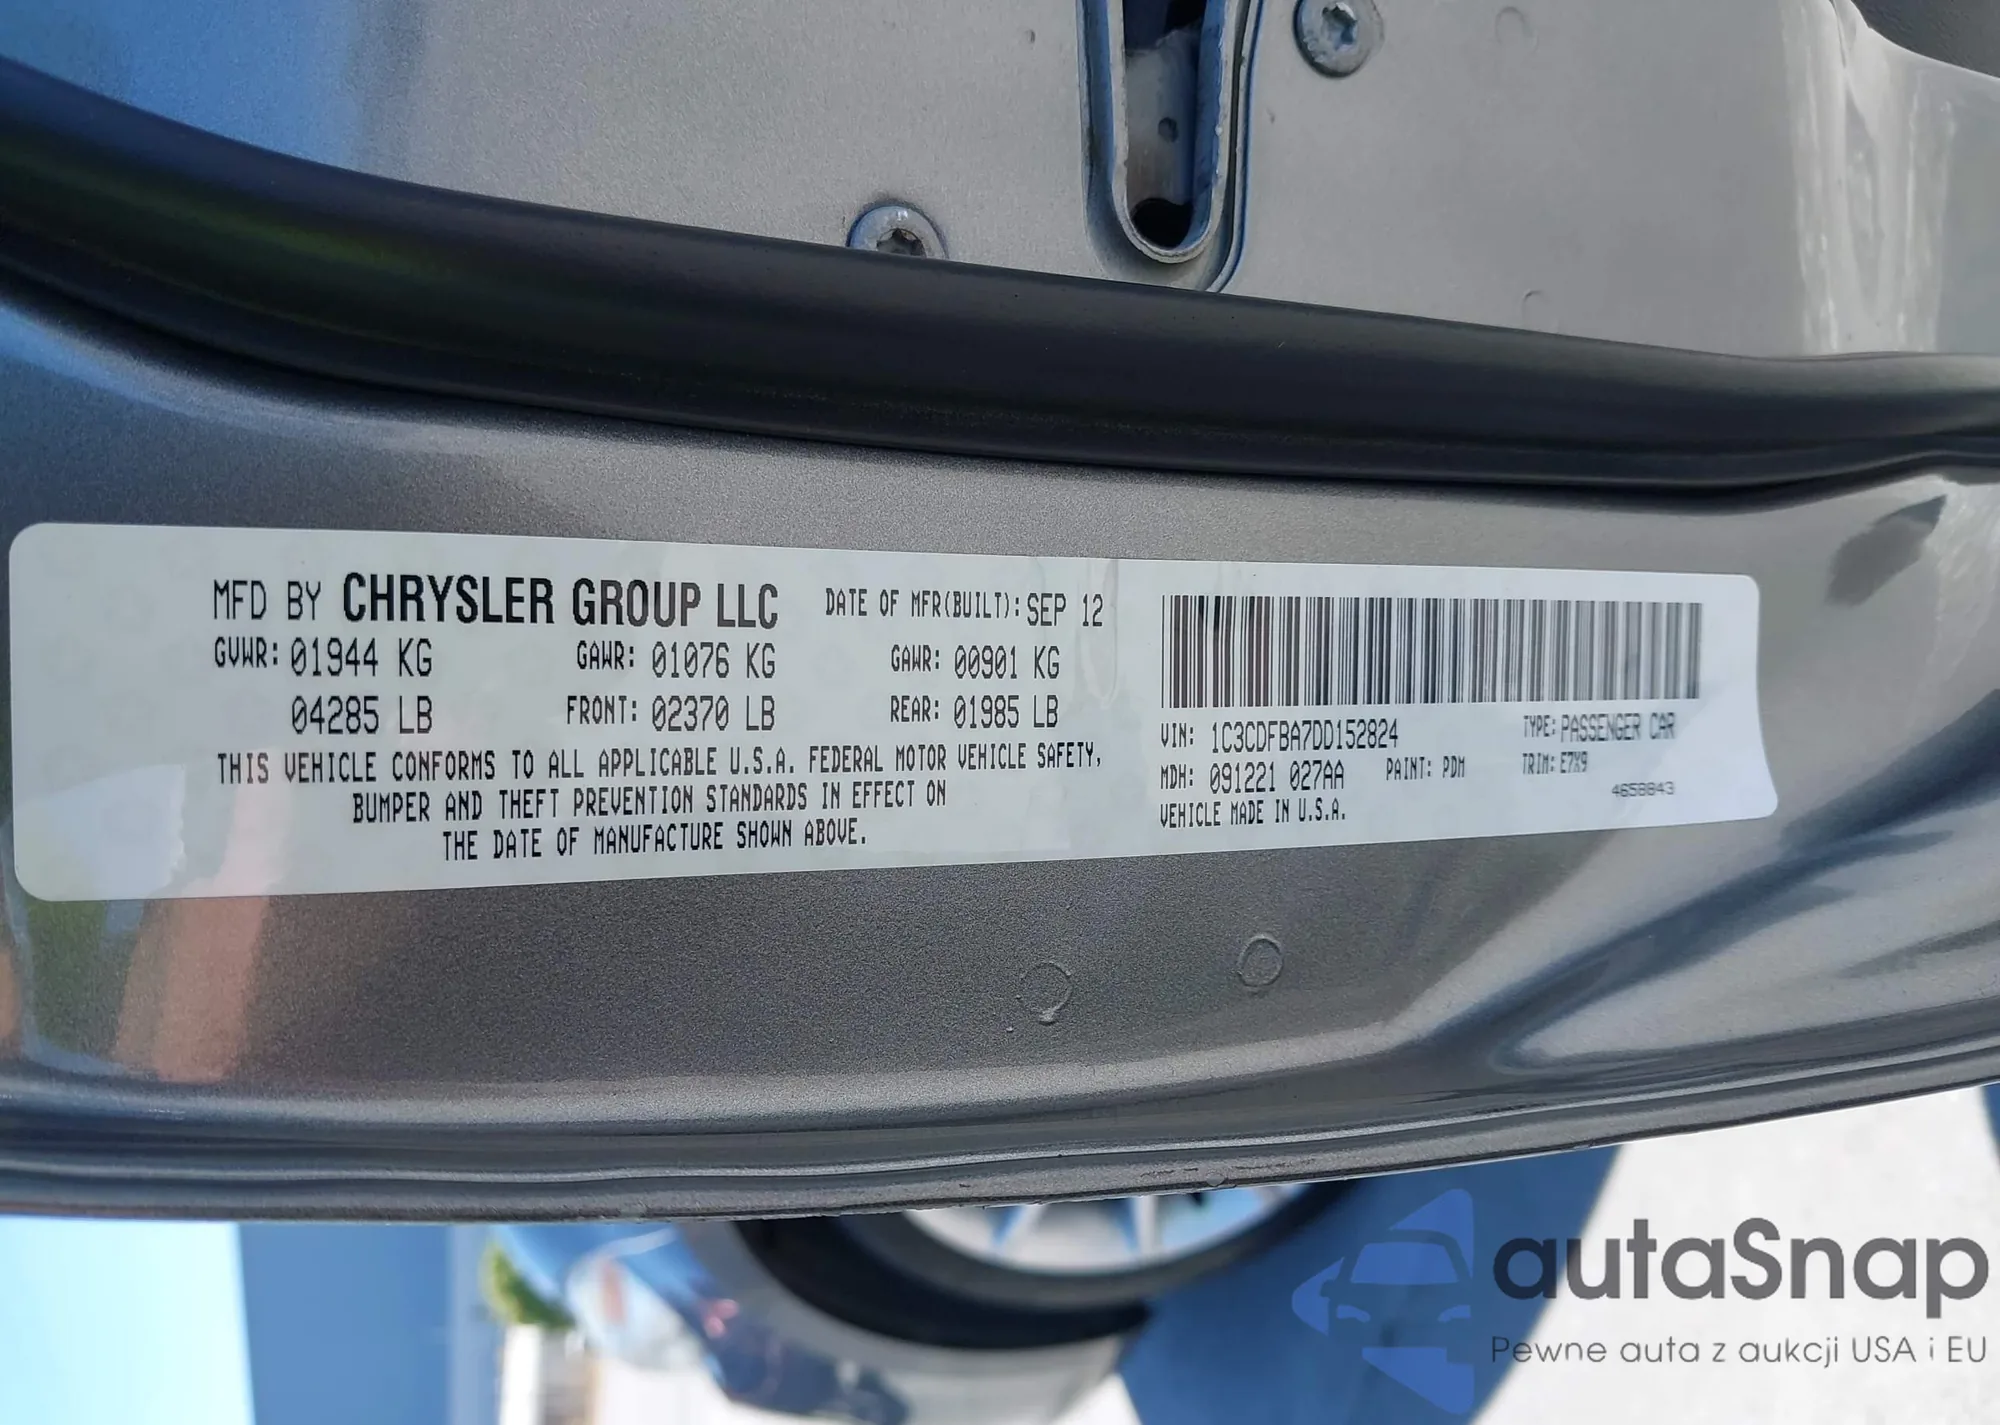 MFD BY CHRYSLER GROUP LLC DATE OF MFR(BUILT): SEP 12
GVWR: 01944 KG GAWR: 01076 KG GAWR: 00901 KG
04285 LB FRONT: 02370 LB REAR: 01985 LB
THIS VEHICLE CONFORMS TO ALL APPLICABLE U.S.A. FEDERAL MOTOR VEHICLE SAFETY,
BUMPER AND THEFT PREVENTION STANDARDS IN EFFECT ON
THE DATE OF MANUFACTURE SHOWN ABOVE.
VIN: 1C3CDFBA7DD152824 TYPE: PASSENGER CAR
MDH: 091221 027AA PAINT: PDM TRIM: E7X9
VEHICLE MADE IN U.S.A. 4658843
autaSnap
Pewne auta z aukcji USA i EU